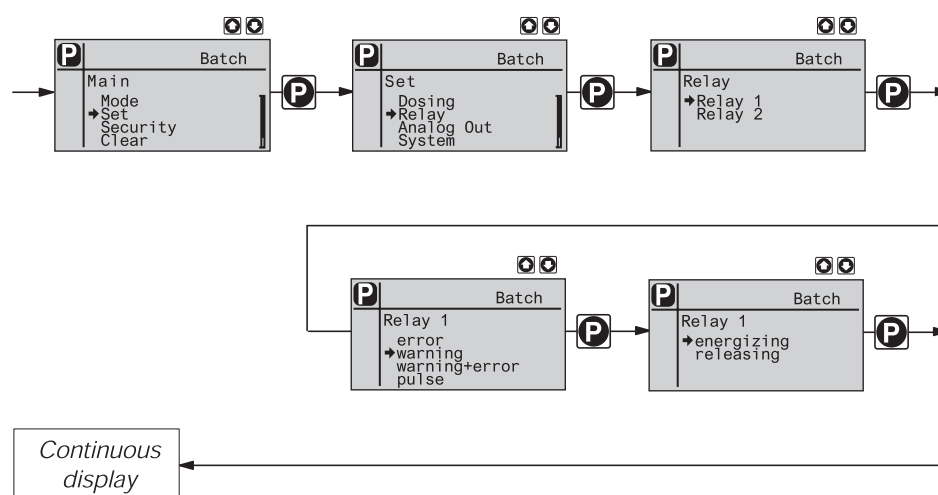 P
Batch
Main
Mode
Set
Security
Clear
P
P
Batch
Set
Dosing
Relay
Analog Out
System
P
P
Batch
Relay
Relay 1
Relay 2
P
P
Batch
Relay 1
error
warning
warning+error
pulse
P
P
Batch
Relay 1
energizing
releasing
P
Continuous
display